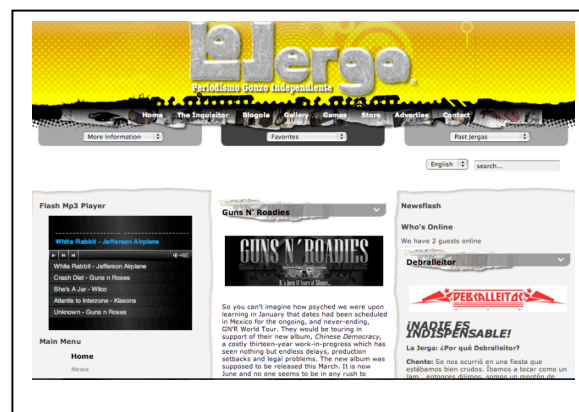 La Jerga
Periodismo Gonzo Independiente
Home The Inquisitor Blogola Gallery Games Store Advertise Contact
More Information
Favorites
Past Jergas
English
search...
Flash Mp3 Player
White Rabbit - Jefferson Airplane
White Rabbit - Jefferson Airplane
Crash Diet - Guns n Roses
She's A Jar - Wilco
Atlantis to Interzone - Klaxons
Unknown - Guns n Roses
Main Menu
Home
News
Guns N' Roadies
GUNS N' ROADIES
So you can't imagine how psyched we were upon
learning in January that dates had been scheduled
in Mexico for the ongoing, and never-ending,
GN'R World Tour. They would be touring in
support of their new album, Chinese Democracy,
a costly thirteen-year work-in-progress which has
seen nothing but endless delays, production
setbacks and legal problems. The new album was
supposed to be released this March. It is now
June and no one seems to be in any rush to
Newsflash
Who's Online
We have 2 guests online
Debralleitor
DEBRALLEITOR
¡NADIE ES
INDISPENSABLE!
La Jerga: ¿Por qué Debralleitor?
Chente: Se nos ocurrió en una fiesta que
estábamos bien crudos. Íbamos a tocar como un
jam... entonces dijimos, somos un montón de